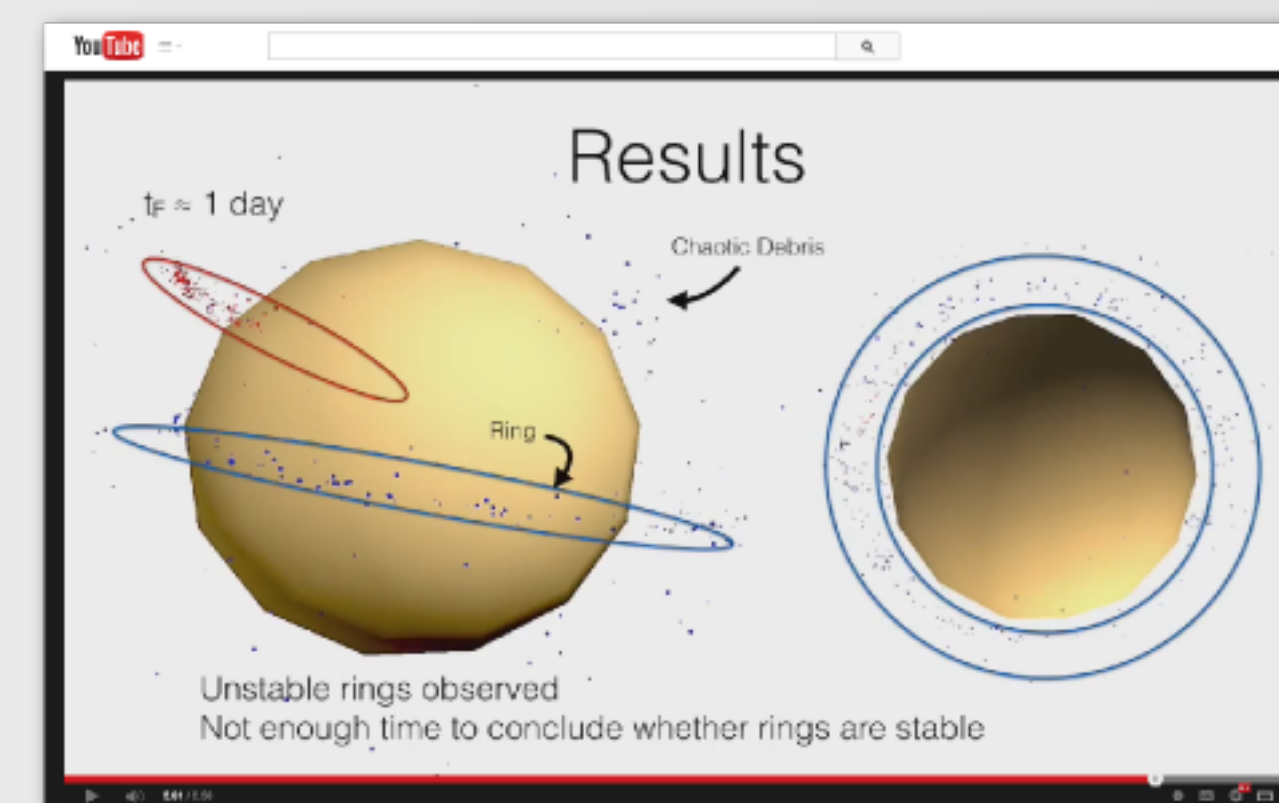 YouTube
Results
tF ≈ 1 day
Chaotic Debris
Ring
Unstable rings observed
Not enough time to conclude whether rings are stable